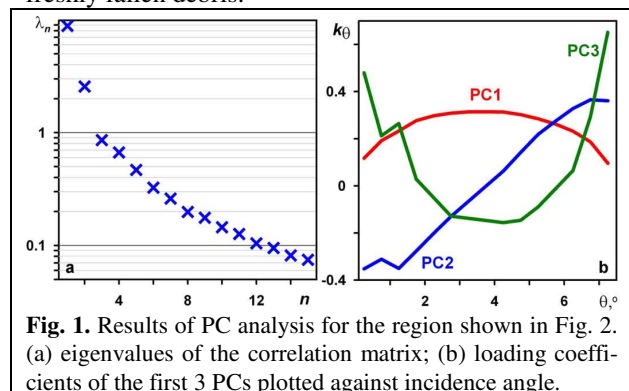 freshly fallen debris.
λn
1
0.1
a
4
8
12
n
kθ
0.4
0
-0.4
PC1
PC2
PC3
b
2
4
6
θ,°
Fig. 1. Results of PC analysis for the region shown in Fig. 2.
(a) eigenvalues of the correlation matrix; (b) loading coeffi-
cients of the first 3 PCs plotted against incidence angle.